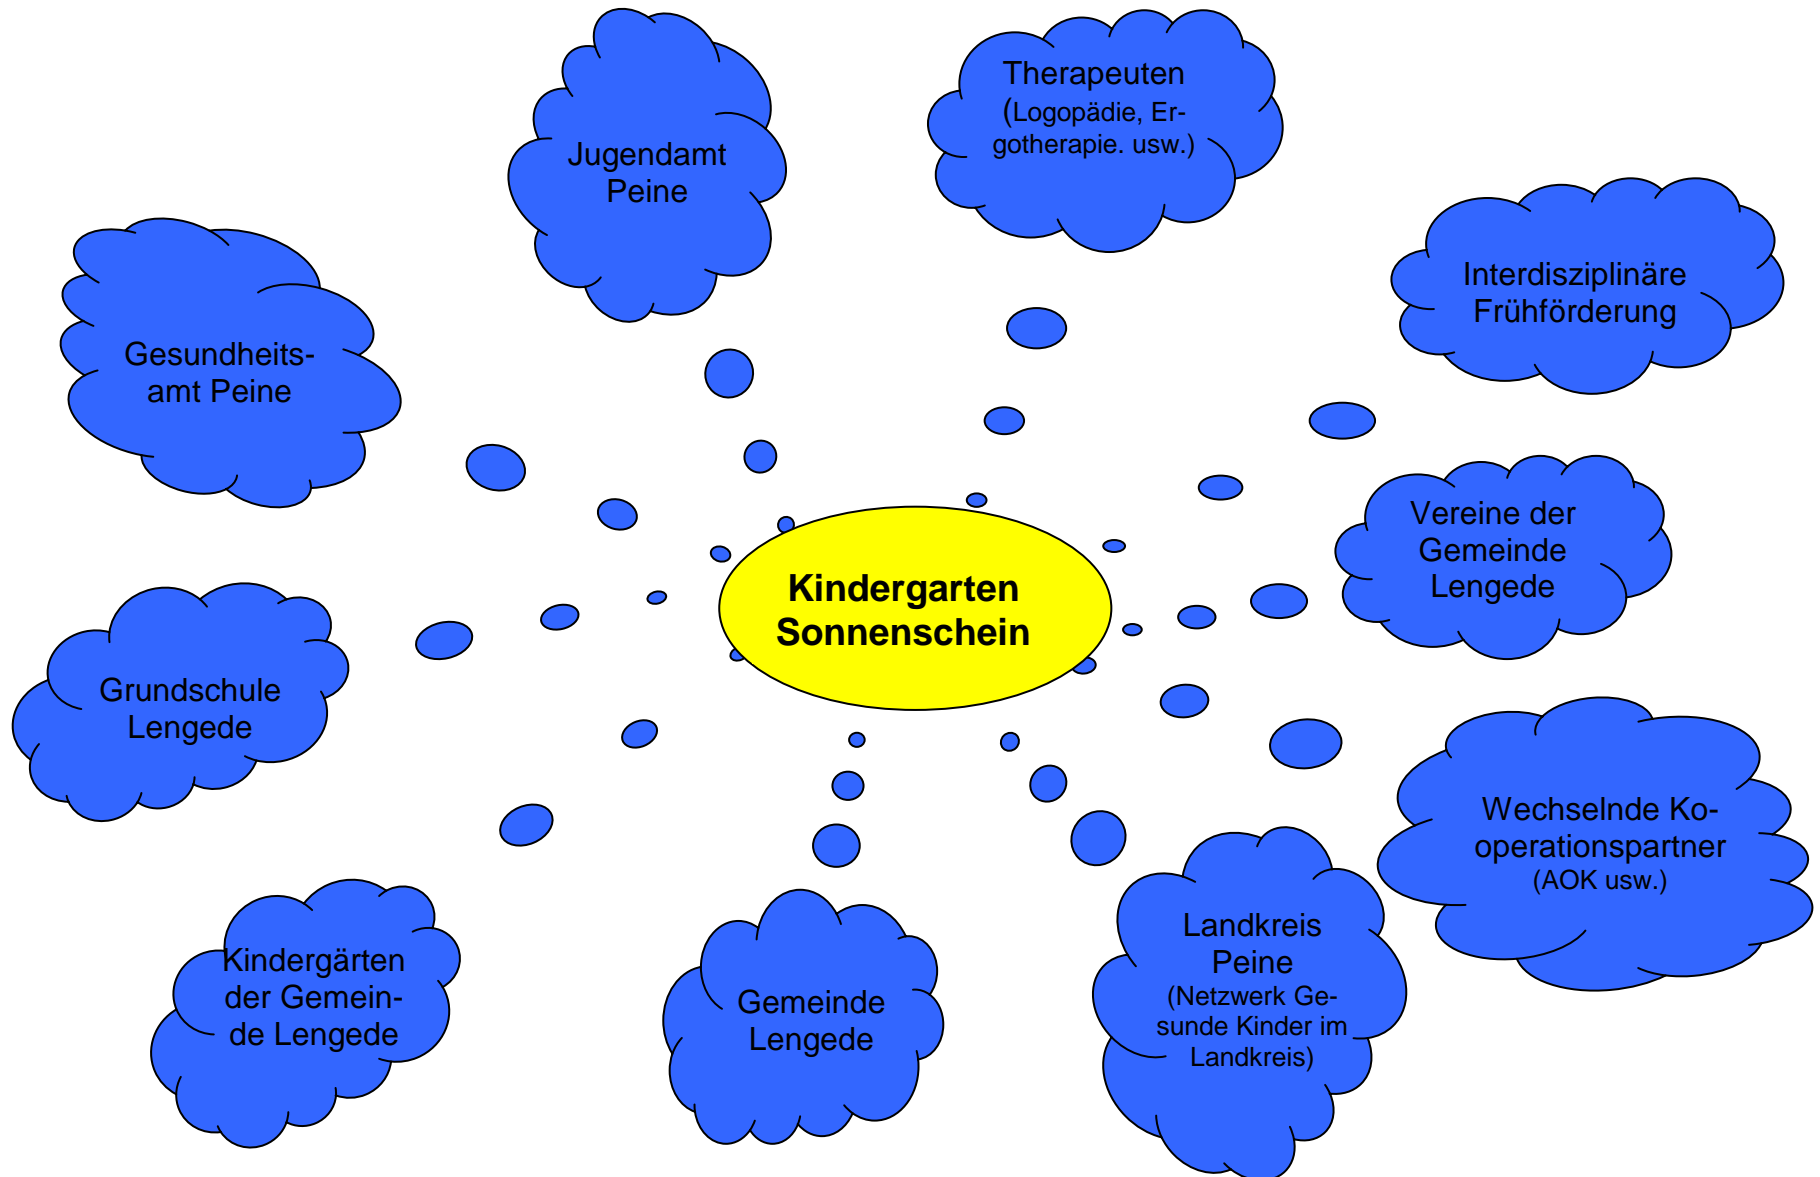 Therapeuten
(Logopädie, Er-
gotherapie. usw.)
Jugendamt
Peine
Interdisziplinäre
Frühförderung
Gesundheits-
amt Peine
Vereine der
Gemeinde
Lengede
Kindergarten
Sonnenschein
Grundschule
Lengede
Wechselnde Ko-
operationspartner
(AOK usw.)
Kindergärten
der Gemein-
de Lengede
Gemeinde
Lengede
Landkreis
Peine
(Netzwerk Ge-
sunde Kinder im
Landkreis)